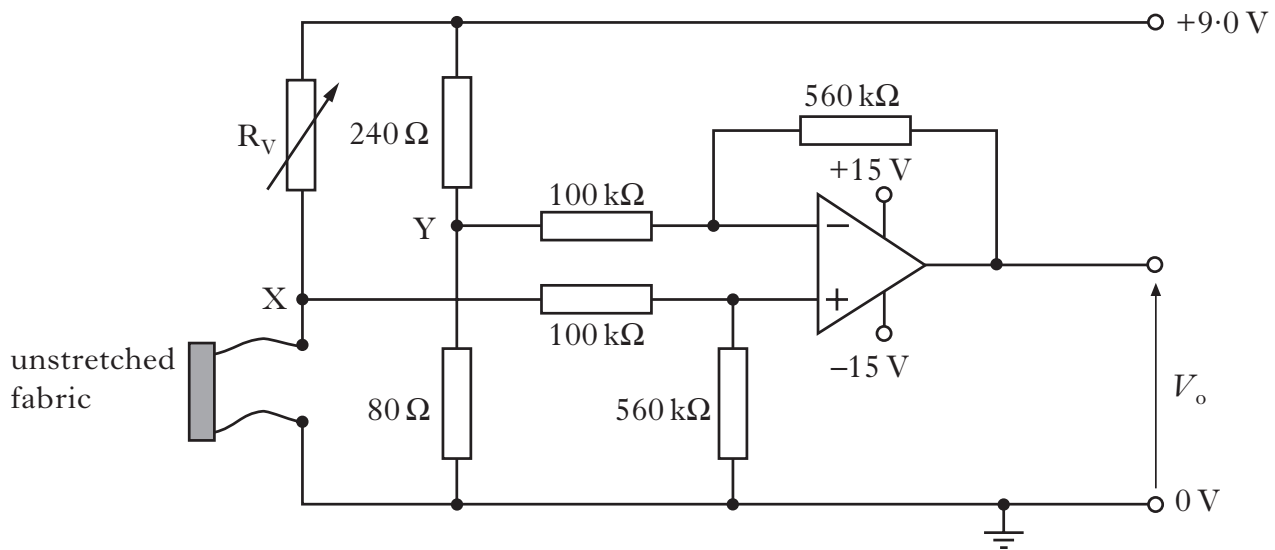 +9·0 V
560 kΩ
R_V
240 Ω
+15 V
100 kΩ
Y
−
X
+
100 kΩ
−15 V
unstretched
fabric
80 Ω
560 kΩ
V_o
0 V